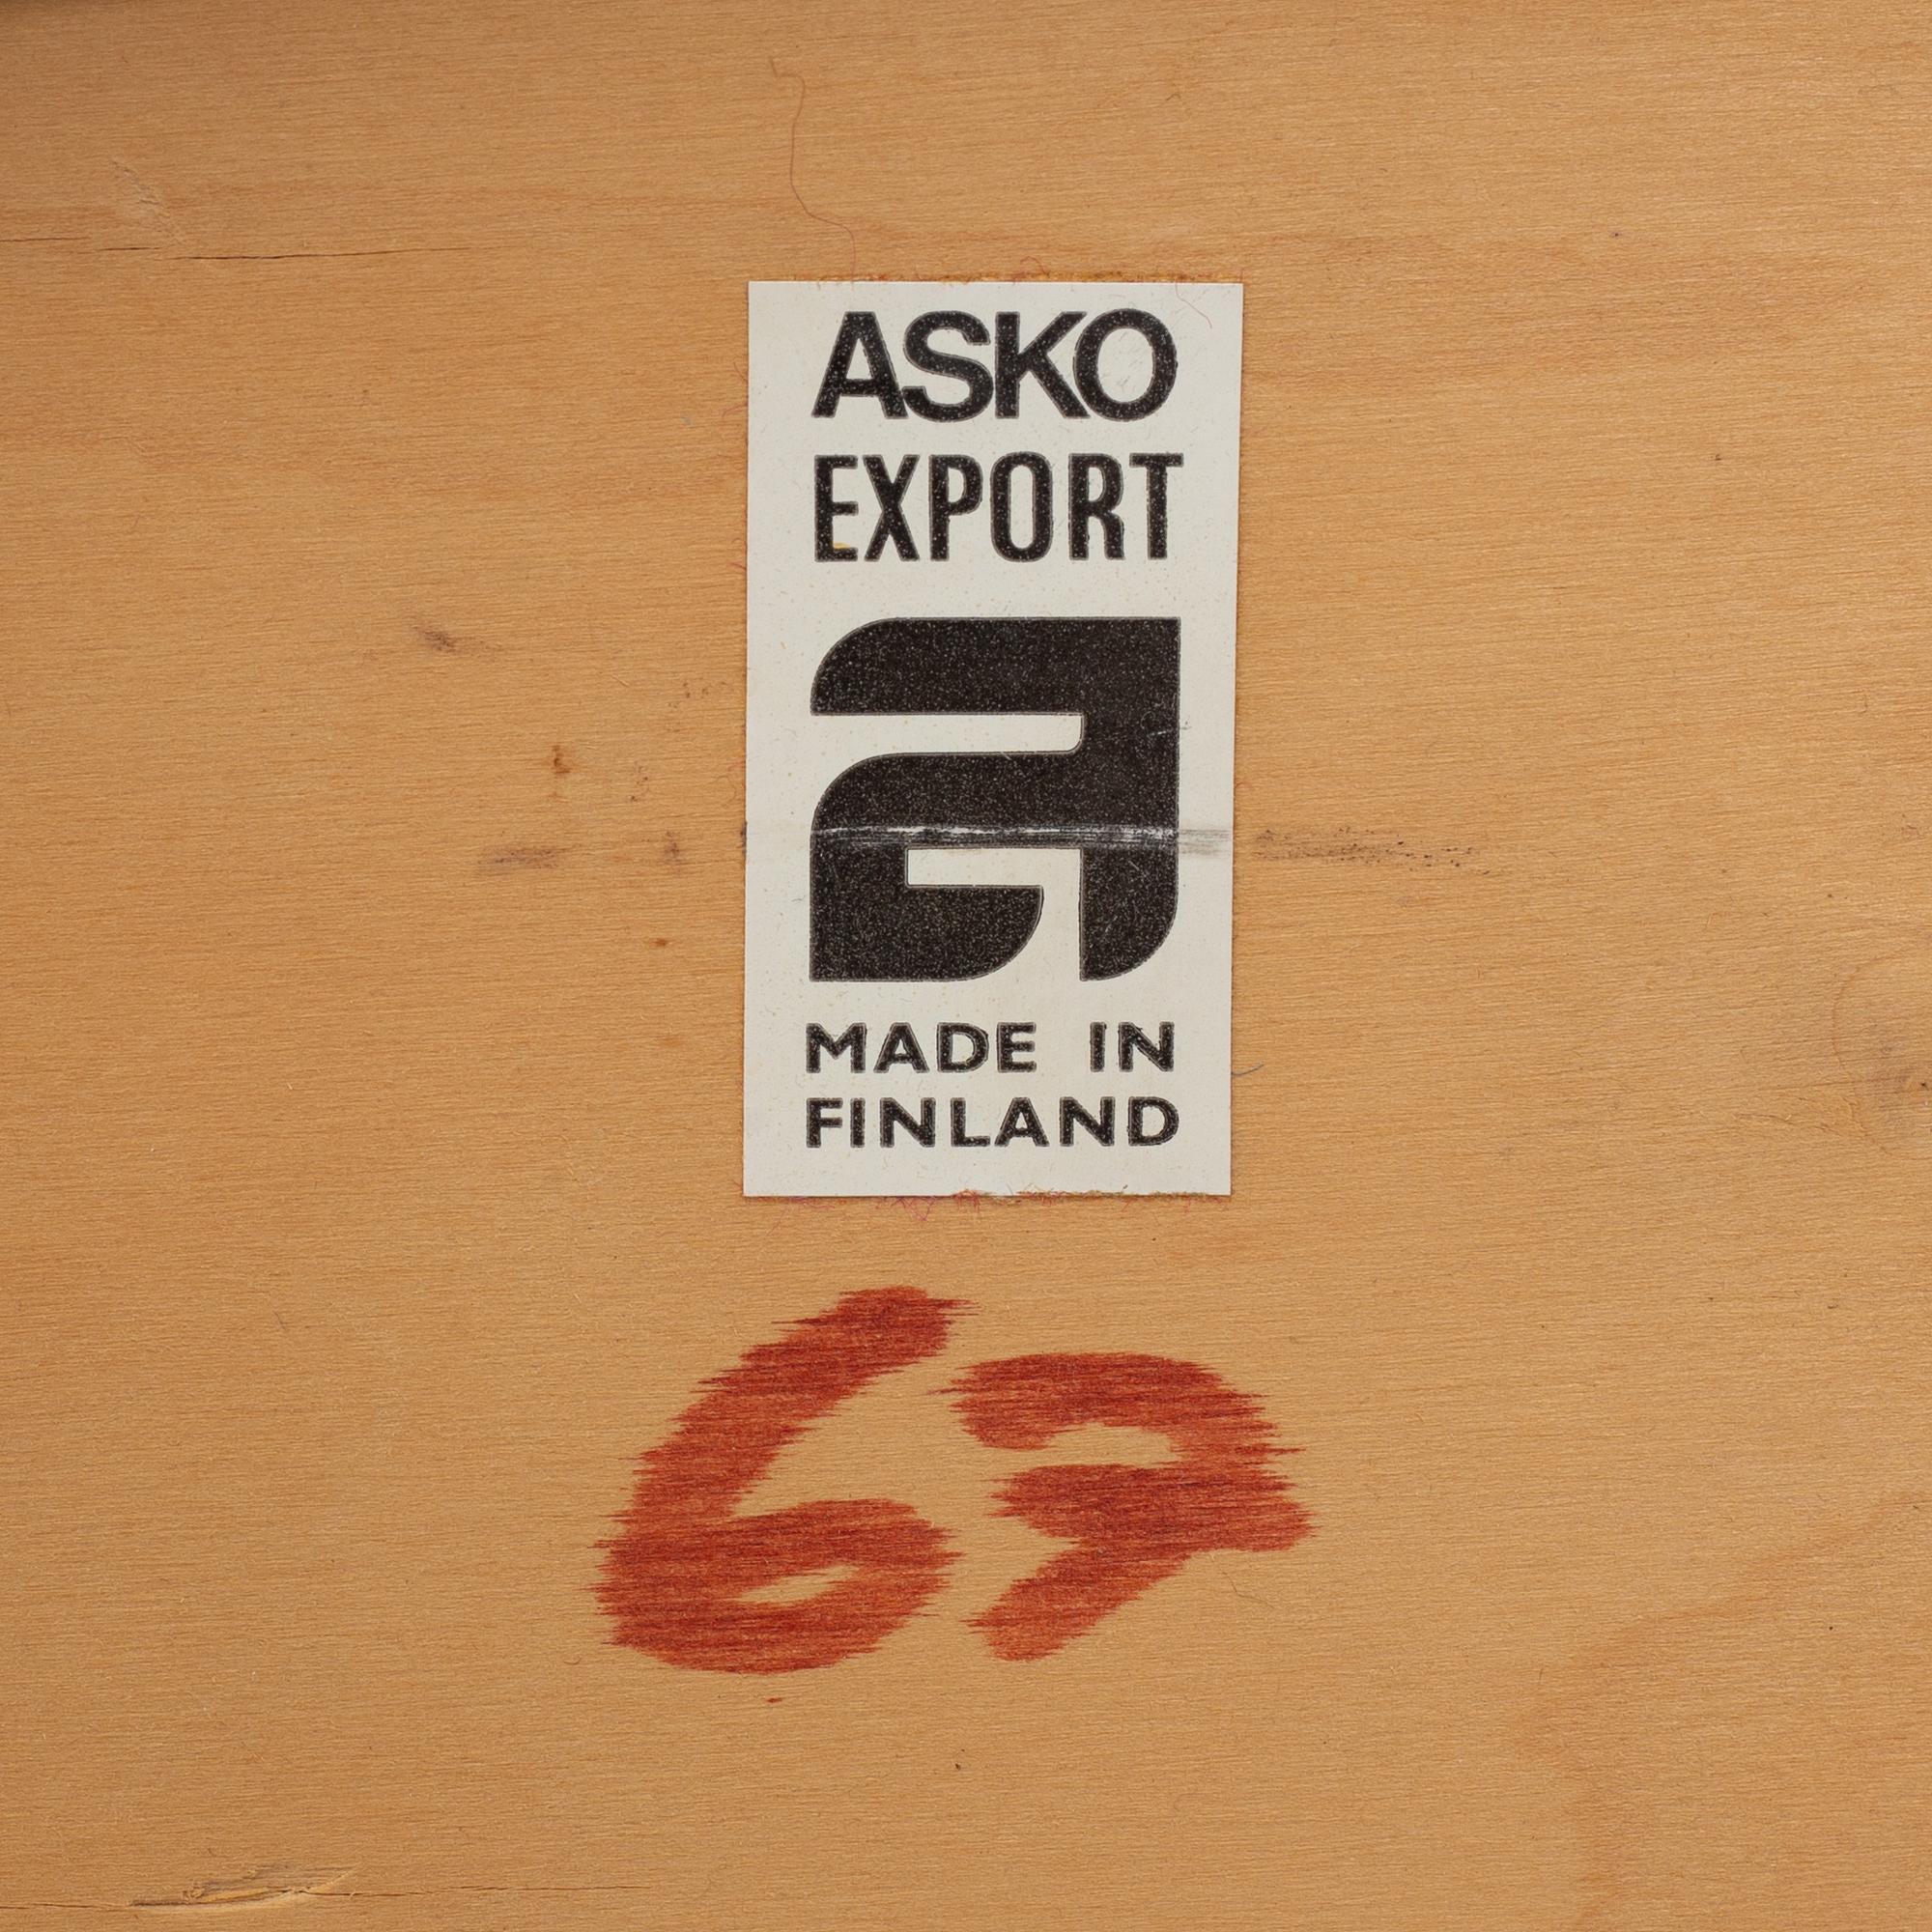 ASKO
EXPORT
a
MADE IN
FINLAND
67